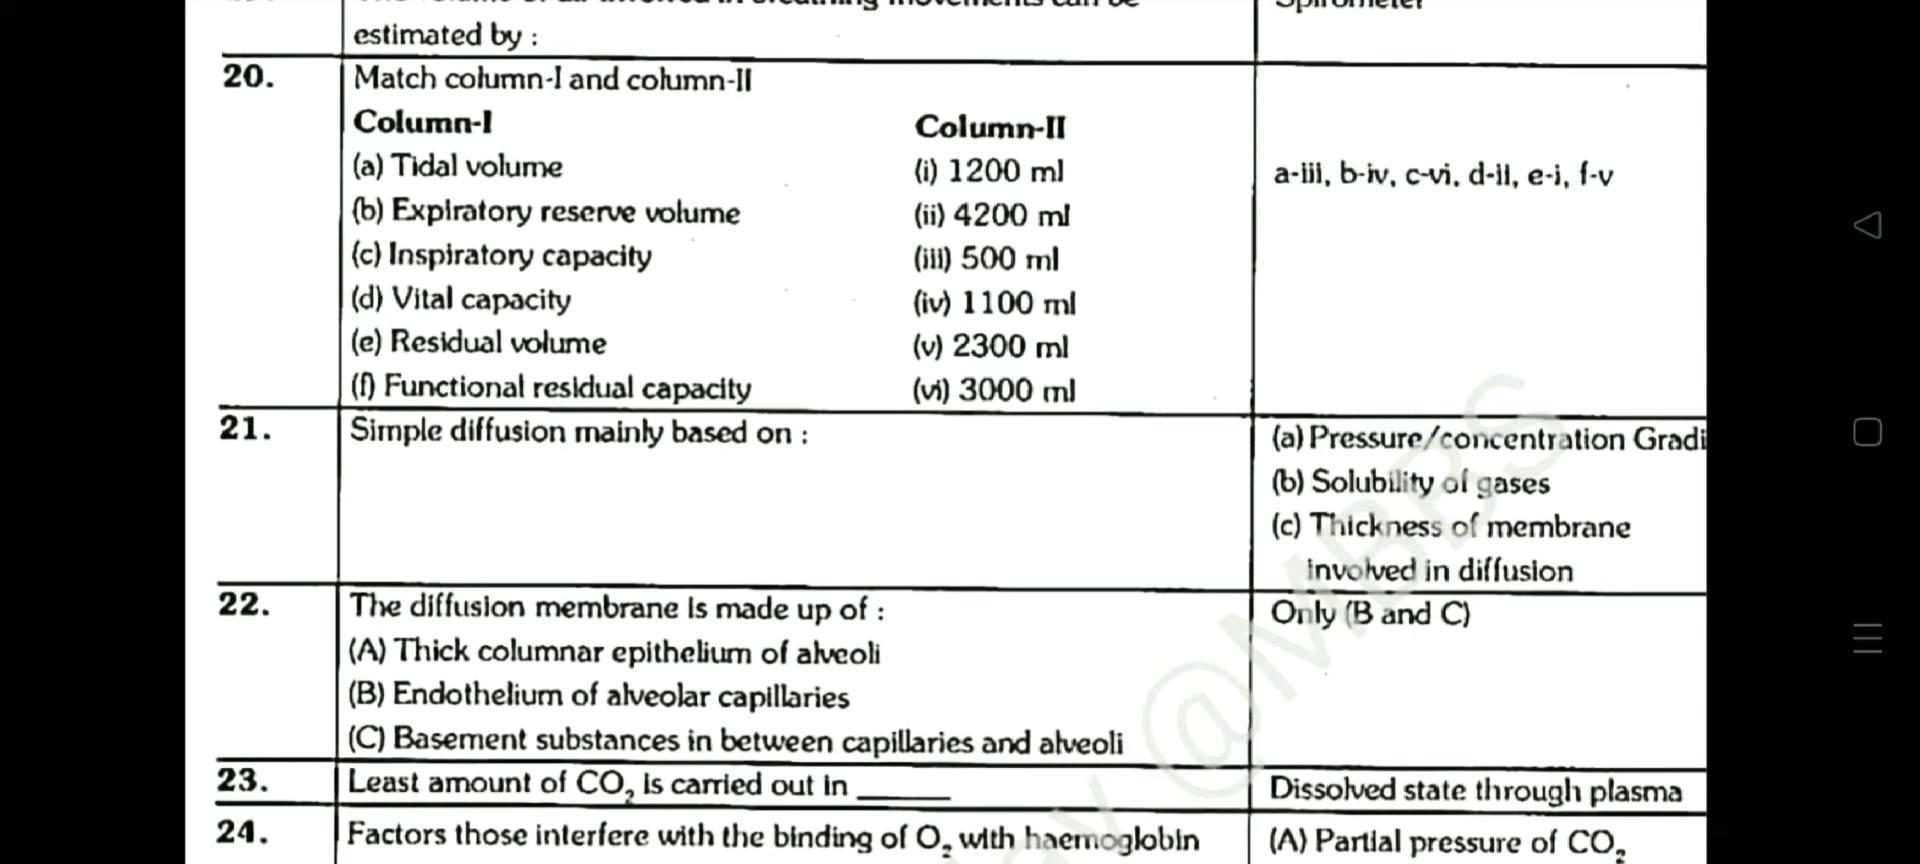 estimated by :
Spirometer
20. Match column-I and column-II
Column-I Column-II
(a) Tidal volume (i) 1200 ml a-iii, b-iv, c-vi, d-ii, e-i, f-v
(b) Expiratory reserve volume (ii) 4200 ml
(c) Inspiratory capacity (iii) 500 ml
(d) Vital capacity (iv) 1100 ml
(e) Residual volume (v) 2300 ml
(f) Functional residual capacity (vi) 3000 ml
21. Simple diffusion mainly based on : (a) Pressure/concentration Gradi
(b) Solubility of gases
(c) Thickness of membrane
involved in diffusion
22. The diffusion membrane is made up of : Only (B and C)
(A) Thick columnar epithelium of alveoli
(B) Endothelium of alveolar capillaries
(C) Basement substances in between capillaries and alveoli
23. Least amount of CO₂ is carried out in ______ Dissolved state through plasma
24. Factors those interfere with the binding of O₂ with haemoglobin (A) Partial pressure of CO₂
@MBBS